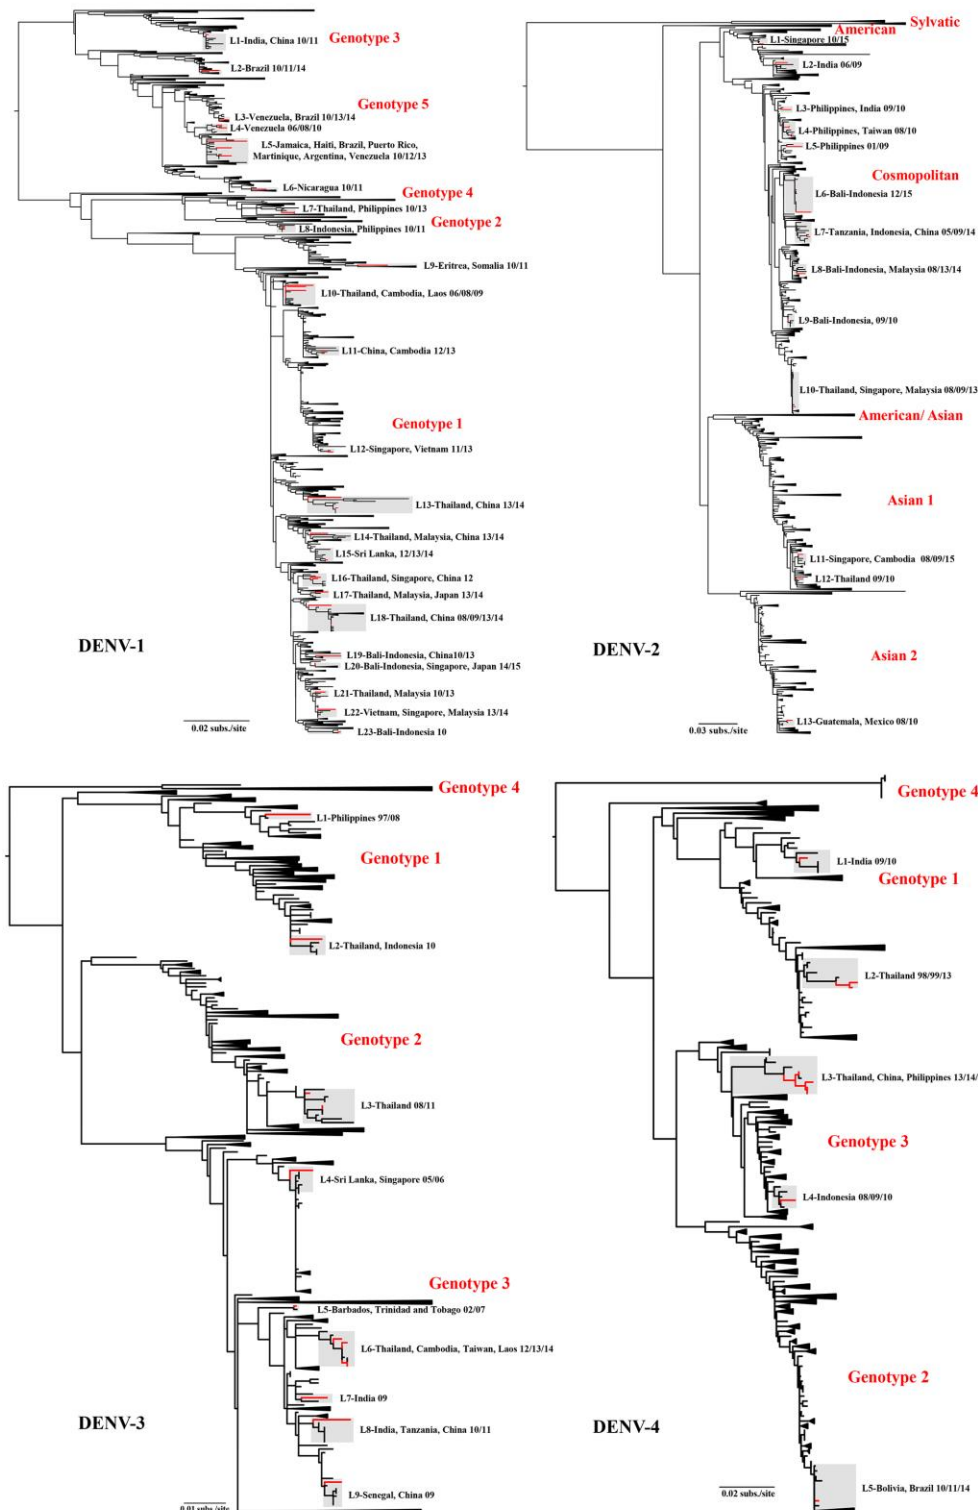 L1-India, China 10/11
Genotype 3
L2-Brazil 10/11/14
Genotype 5
L3-Venezuela, Brazil 10/13/14
L4-Venezuela 06/08/10
L5-Jamaica, Haiti, Brazil, Puerto Rico,
Martinique, Argentina, Venezuela 10/12/13
L6-Nicaragua 10/11
Genotype 4
L7-Thailand, Philippines 10/13
Genotype 2
L8-Indonesia, Philippines 10/11
L9-Eritrea, Somalia 10/11
L10-Thailand, Cambodia, Laos 06/08/09
L11-China, Cambodia 12/13
Genotype 1
L12-Singapore, Vietnam 11/13
L13-Thailand, China 13/14
L14-Thailand, Malaysia, China 13/14
L15-Sri Lanka, 12/13/14
L16-Thailand, Singapore, China 12
L17-Thailand, Malaysia, Japan 13/14
L18-Thailand, China 08/09/13/14
DENV-1
L19-Bali-Indonesia, China10/13
L20-Bali-Indonesia, Singapore, Japan 14/15
L21-Thailand, Malaysia 10/13
L22-Vietnam, Singapore, Malaysia 13/14
0.02 subs./site
L23-Bali-Indonesia 10
Sylvatic
American
L1-Singapore 10/15
L2-India 06/09
L3-Philippines, India 09/10
L4-Philippines, Taiwan 08/10
L5-Philippines 01/09
Cosmopolitan
L6-Bali-Indonesia 12/15
L7-Tanzania, Indonesia, China 05/09/14
L8-Bali-Indonesia, Malaysia 08/13/14
L9-Bali-Indonesia, 09/10
L10-Thailand, Singapore, Malaysia 08/09/13
American/ Asian
Asian 1
L11-Singapore, Cambodia 08/09/15
L12-Thailand 09/10
DENV-2
Asian 2
L13-Guatemala, Mexico 08/10
0.03 subs./site
Genotype 4
L1-Philippines 97/08
Genotype 1
L2-Thailand, Indonesia 10
Genotype 2
L3-Thailand 08/11
L4-Sri Lanka, Singapore 05/06
Genotype 3
L5-Barbados, Trinidad and Tobago 02/07
L6-Thailand, Cambodia, Taiwan, Laos 12/13/14
L7-India 09
DENV-3
L8-India, Tanzania, China 10/11
L9-Senegal, China 09
0.01 subs./site
Genotype 4
L1-India 09/10
Genotype 1
L2-Thailand 98/99/13
L3-Thailand, China, Philippines 13/14/
Genotype 3
L4-Indonesia 08/09/10
Genotype 2
DENV-4
L5-Bolivia, Brazil 10/11/14
0.02 subs./site